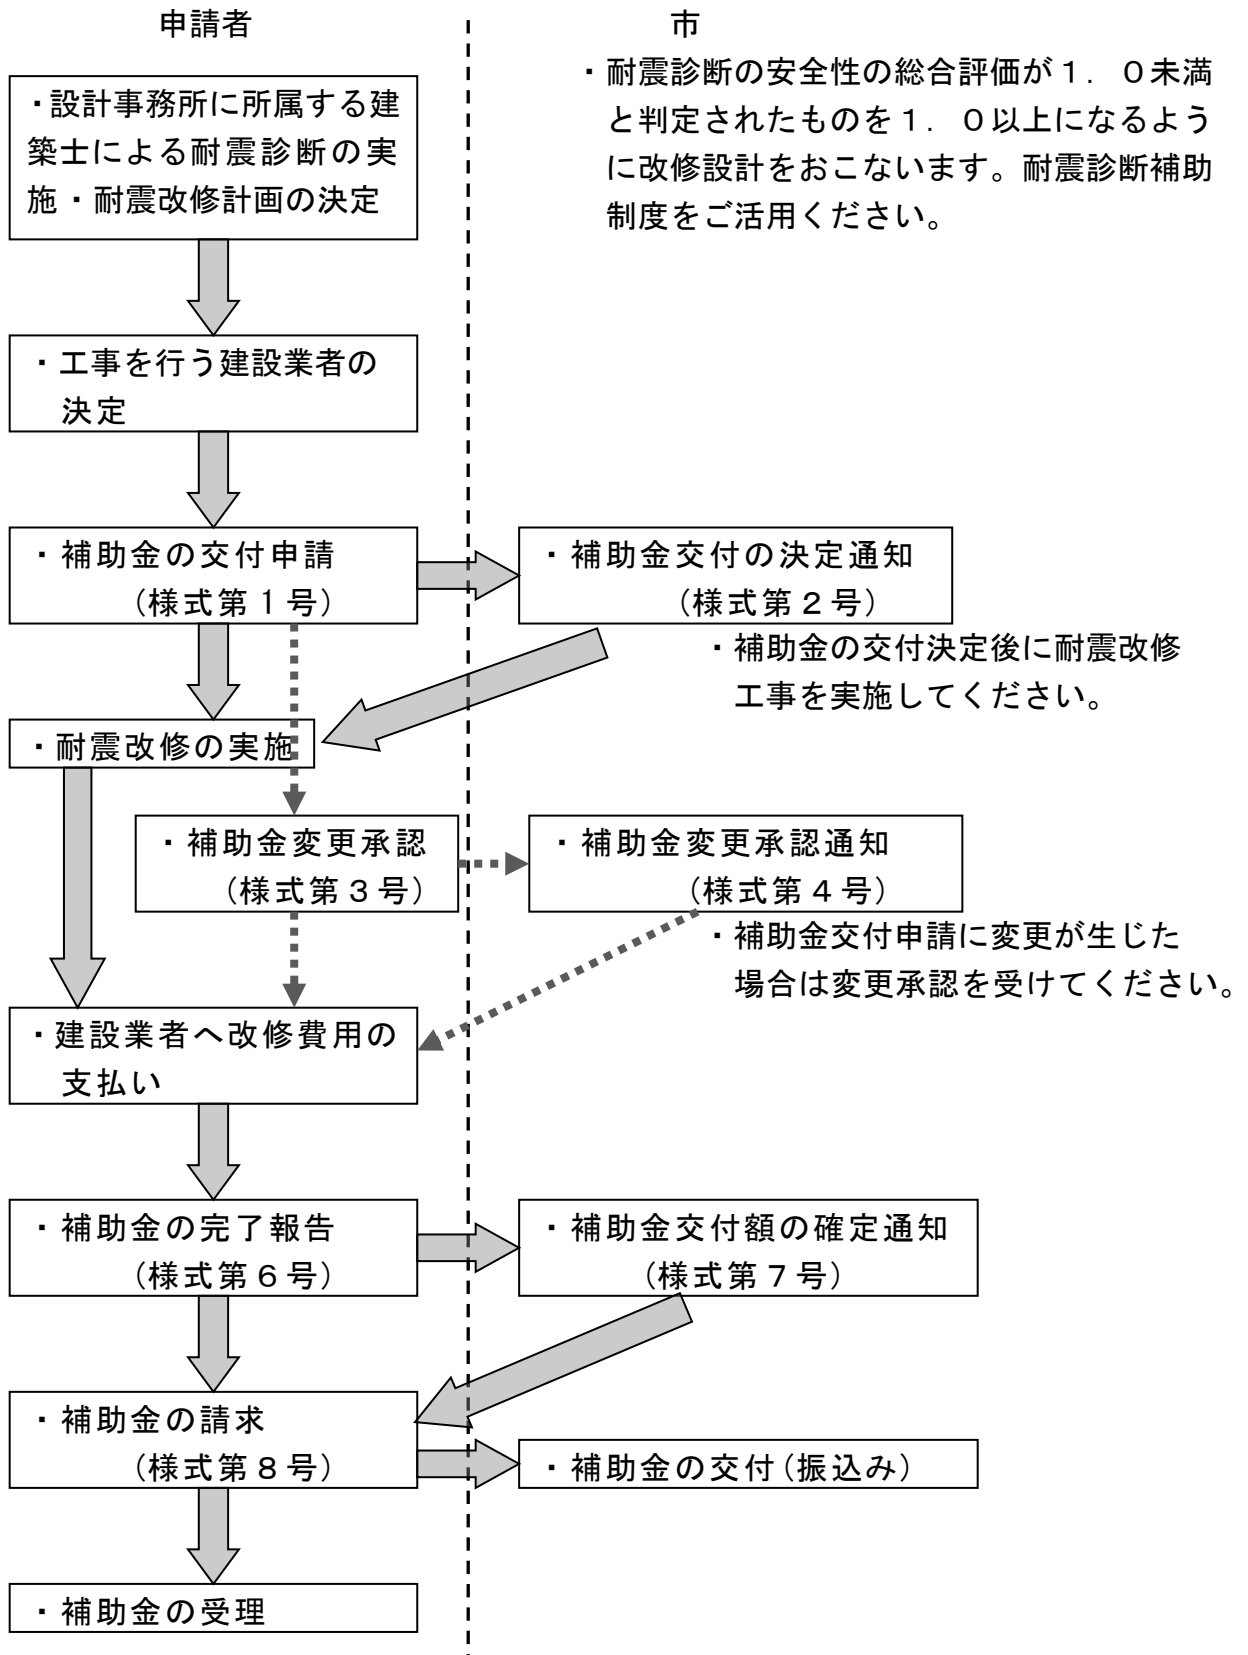 申請者
市
・設計事務所に所属する建
築士による耐震診断の実
施・耐震改修計画の決定
・耐震診断の安全性の総合評価が１．０未満
と判定されたものを１．０以上になるよう
に改修設計をおこないます。耐震診断補助
制度をご活用ください。
・工事を行う建設業者の
決定
・補助金の交付申請
(様式第１号)
・補助金交付の決定通知
(様式第２号)
・補助金の交付決定後に耐震改修
工事を実施してください。
・耐震改修の実施
・補助金変更承認
(様式第３号)
・補助金変更承認通知
(様式第４号)
・補助金交付申請に変更が生じた
場合は変更承認を受けてください。
・建設業者へ改修費用の
支払い
・補助金の完了報告
(様式第６号)
・補助金交付額の確定通知
(様式第７号)
・補助金の請求
(様式第８号)
・補助金の交付(振込み)
・補助金の受理